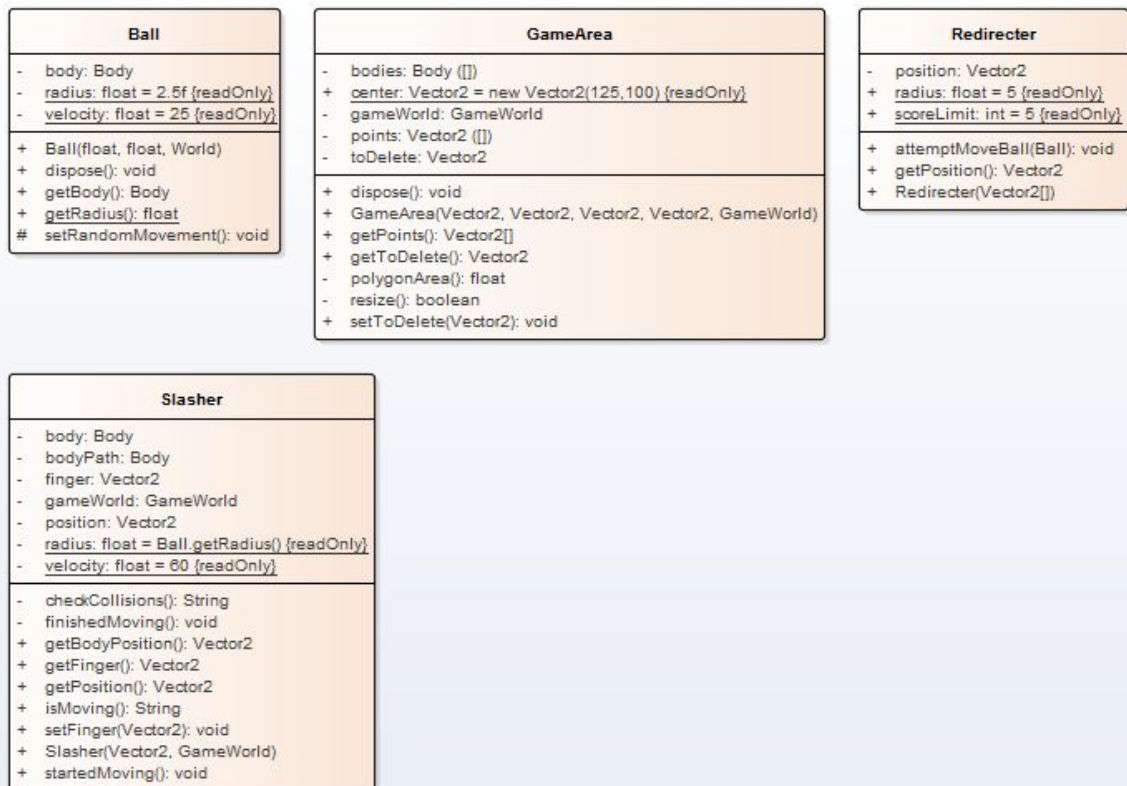 Ball
- body: Body
- radius: float = 2.5f {readOnly}
- velocity: float = 25 {readOnly}
+ Ball(float, float, World)
+ dispose(): void
+ getBody(): Body
+ getRadius(): float
# setRandomMovement(): void
GameArea
- bodies: Body ([])
+ center: Vector2 = new Vector2(125,100) {readOnly}
- gameWorld: GameWorld
- points: Vector2 ([])
- toDelete: Vector2
+ dispose(): void
+ GameArea(Vector2, Vector2, Vector2, Vector2, GameWorld)
+ getPoints(): Vector2[]
+ getToDelete(): Vector2
- polygonArea(): float
- resize(): boolean
+ setToDelete(Vector2): void
Redirecter
- position: Vector2
+ radius: float = 5 {readOnly}
+ scoreLimit: int = 5 {readOnly}
+ attemptMoveBall(Ball): void
+ getPosition(): Vector2
+ Redirecter(Vector2[])
Slasher
- body: Body
- bodyPath: Body
- finger: Vector2
- gameWorld: GameWorld
- position: Vector2
- radius: float = Ball.getRadius() {readOnly}
- velocity: float = 60 {readOnly}
- checkCollisions(): String
- finishedMoving(): void
+ getBodyPosition(): Vector2
+ getFinger(): Vector2
+ getPosition(): Vector2
+ isMoving(): String
+ setFinger(Vector2): void
+ Slasher(Vector2, GameWorld)
+ startedMoving(): void